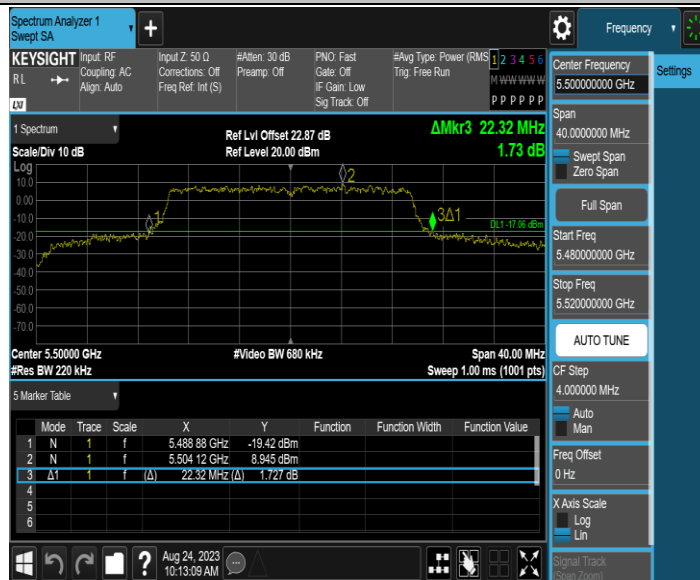 Spectrum Analyzer 1
Swept SA
+
Frequency
KEYSIGHT
R L
LXI
Input: RF
Coupling: AC
Align: Auto
Input Z: 50 Ω
Corrections: Off
Freq Ref: Int (S)
#Atten: 30 dB
Preamp: Off
PNO: Fast
Gate: Off
IF Gain: Low
Sig Track: Off
#Avg Type: Power (RMS
Trig: Free Run
1 2 3 4 5 6
M W W W W W
P P P P P P
1 Spectrum
Scale/Div 10 dB
Ref Lvl Offset 22.87 dB
Ref Level 20.00 dBm
ΔMkr3 22.32 MHz
1.73 dB
Log
10.0
0.00
-10.0
-20.0
-30.0
-40.0
-50.0
-60.0
-70.0
1
2
3Δ1
DL1 -17.06 dBm
Center 5.50000 GHz
#Res BW 220 kHz
#Video BW 680 kHz
Span 40.00 MHz
Sweep 1.00 ms (1001 pts)
5 Marker Table
Mode Trace Scale X Y Function Function Width Function Value
1 N 1 f 5.488 88 GHz -19.42 dBm
2 N 1 f 5.504 12 GHz 8.945 dBm
3 Δ1 1 f (Δ) 22.32 MHz (Δ) 1.727 dB
4
5
6
?
Aug 24, 2023
10:13:09 AM
Settings
Center Frequency
5.500000000 GHz
Span
40.0000000 MHz
Swept Span
Zero Span
Full Span
Start Freq
5.480000000 GHz
Stop Freq
5.520000000 GHz
AUTO TUNE
CF Step
4.000000 MHz
Auto
Man
Freq Offset
0 Hz
X Axis Scale
Log
Lin
Signal Track
(Span Zoom)